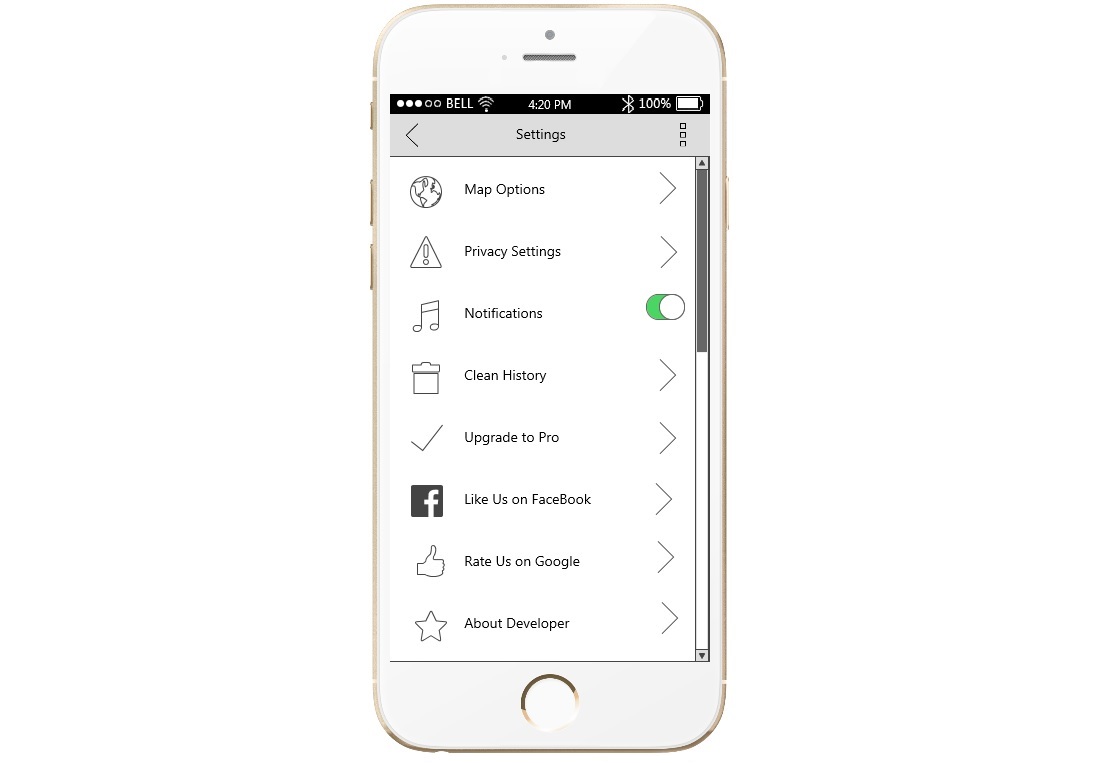 BELL 4:20 PM 100%
Settings
Map Options
Privacy Settings
Notifications
Clean History
Upgrade to Pro
Like Us on FaceBook
Rate Us on Google
About Developer